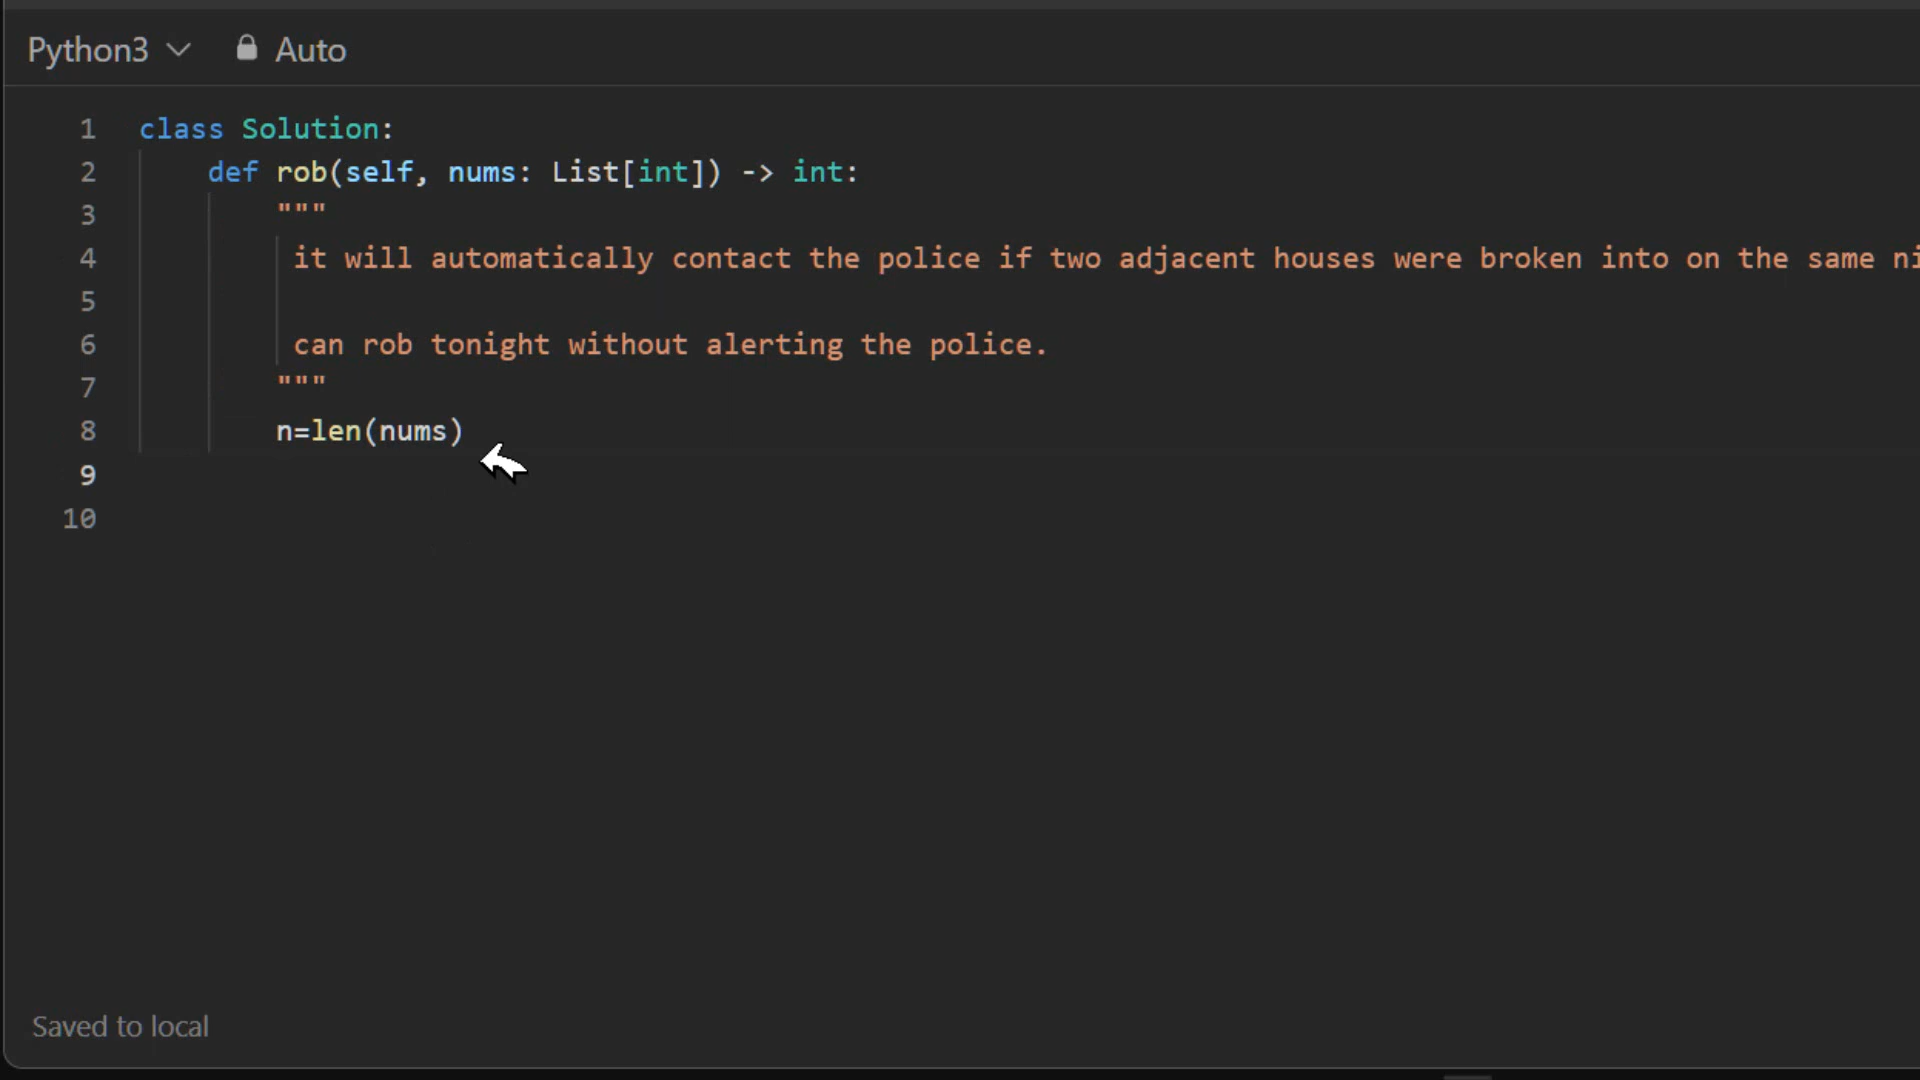 Python3 Auto
1 class Solution:
2 def rob(self, nums: List[int]) -> int:
3 """
4 it will automatically contact the police if two adjacent houses were broken into on the same
5
6 can rob tonight without alerting the police.
7 """
8 n=len(nums)
9
10
Saved to local